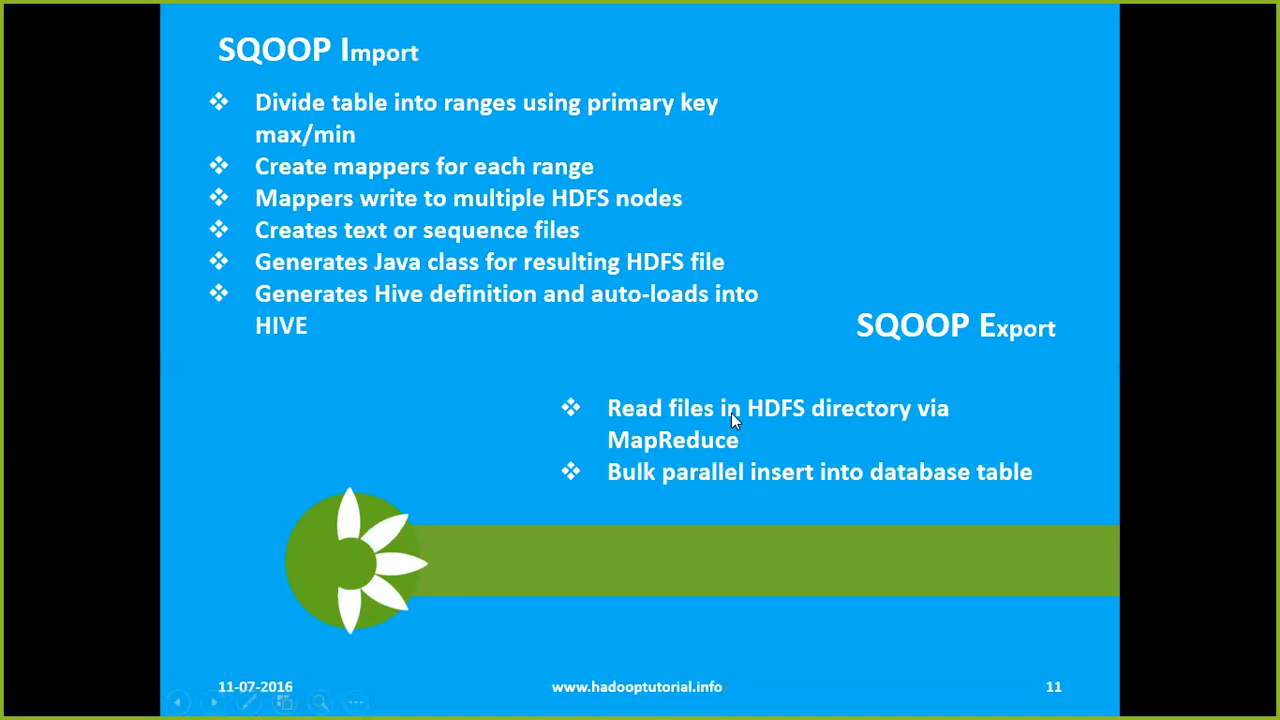 SQOOP Import
❖ Divide table into ranges using primary key
max/min
❖ Create mappers for each range
❖ Mappers write to multiple HDFS nodes
❖ Creates text or sequence files
❖ Generates Java class for resulting HDFS file
❖ Generates Hive definition and auto-loads into
HIVE
SQOOP Export
❖ Read files in HDFS directory via
MapReduce
❖ Bulk parallel insert into database table
11-07-2016
www.hadooptutorial.info
11